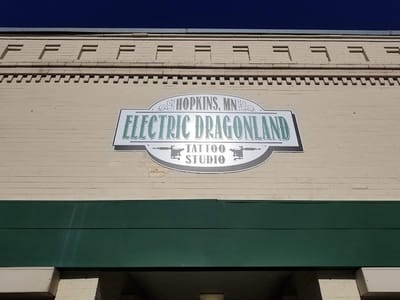 HOPKINS, MN
ELECTRIC DRAGONLAND
TATTOO
STUDIO